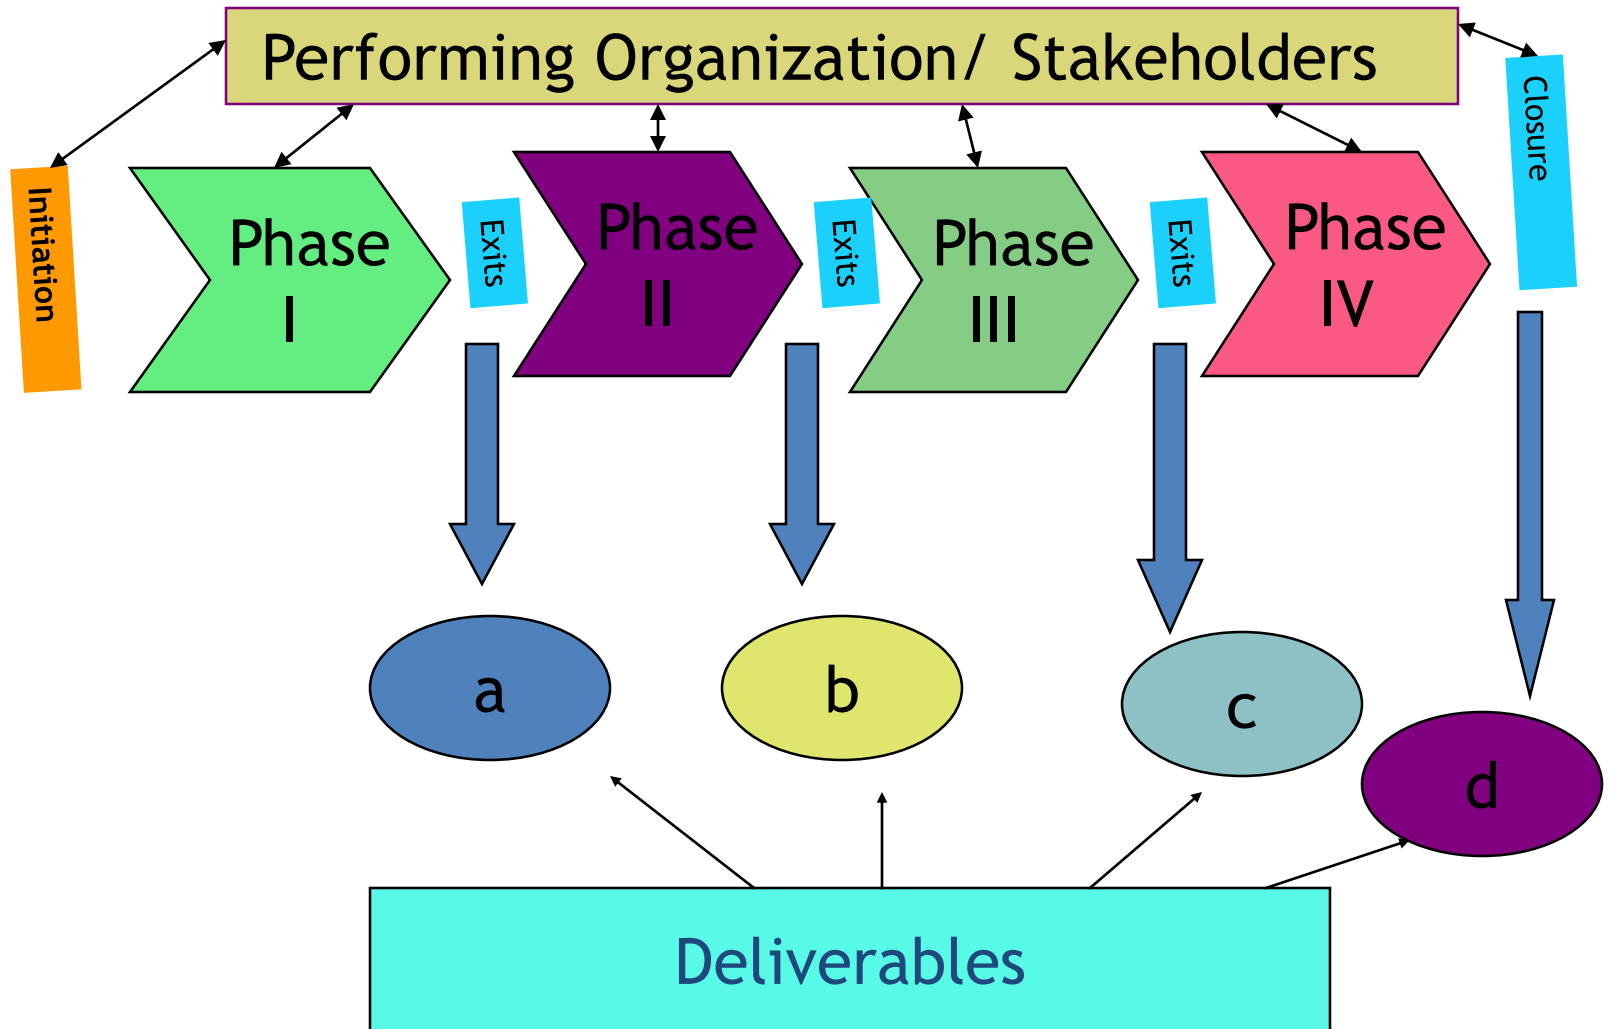 Performing Organization/ Stakeholders
Initiation
Phase
I
Exits
Phase
II
Exits
Phase
III
Exits
Phase
IV
Closure
a
b
c
d
Deliverables